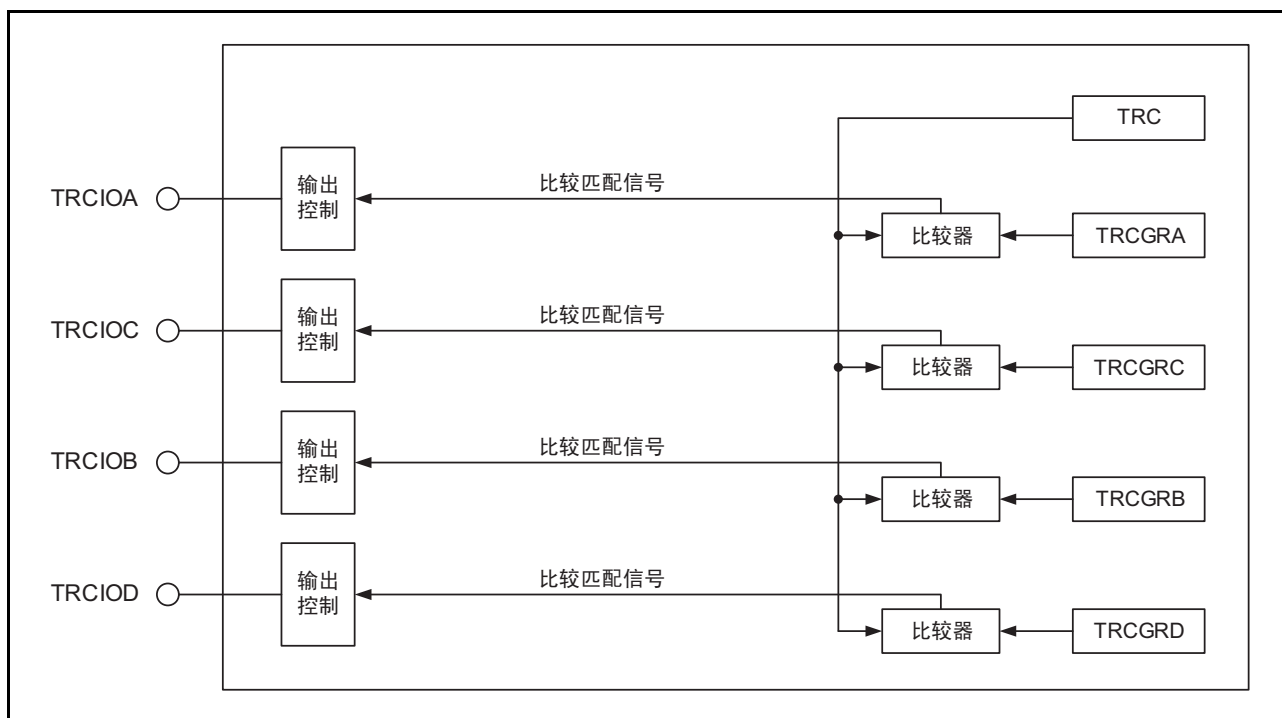 TRC
TRCIOA
输出
控制
比较匹配信号
比较器
TRCGRA
TRCIOC
输出
控制
比较匹配信号
比较器
TRCGRC
TRCIOB
输出
控制
比较匹配信号
比较器
TRCGRB
TRCIOD
输出
控制
比较匹配信号
比较器
TRCGRD